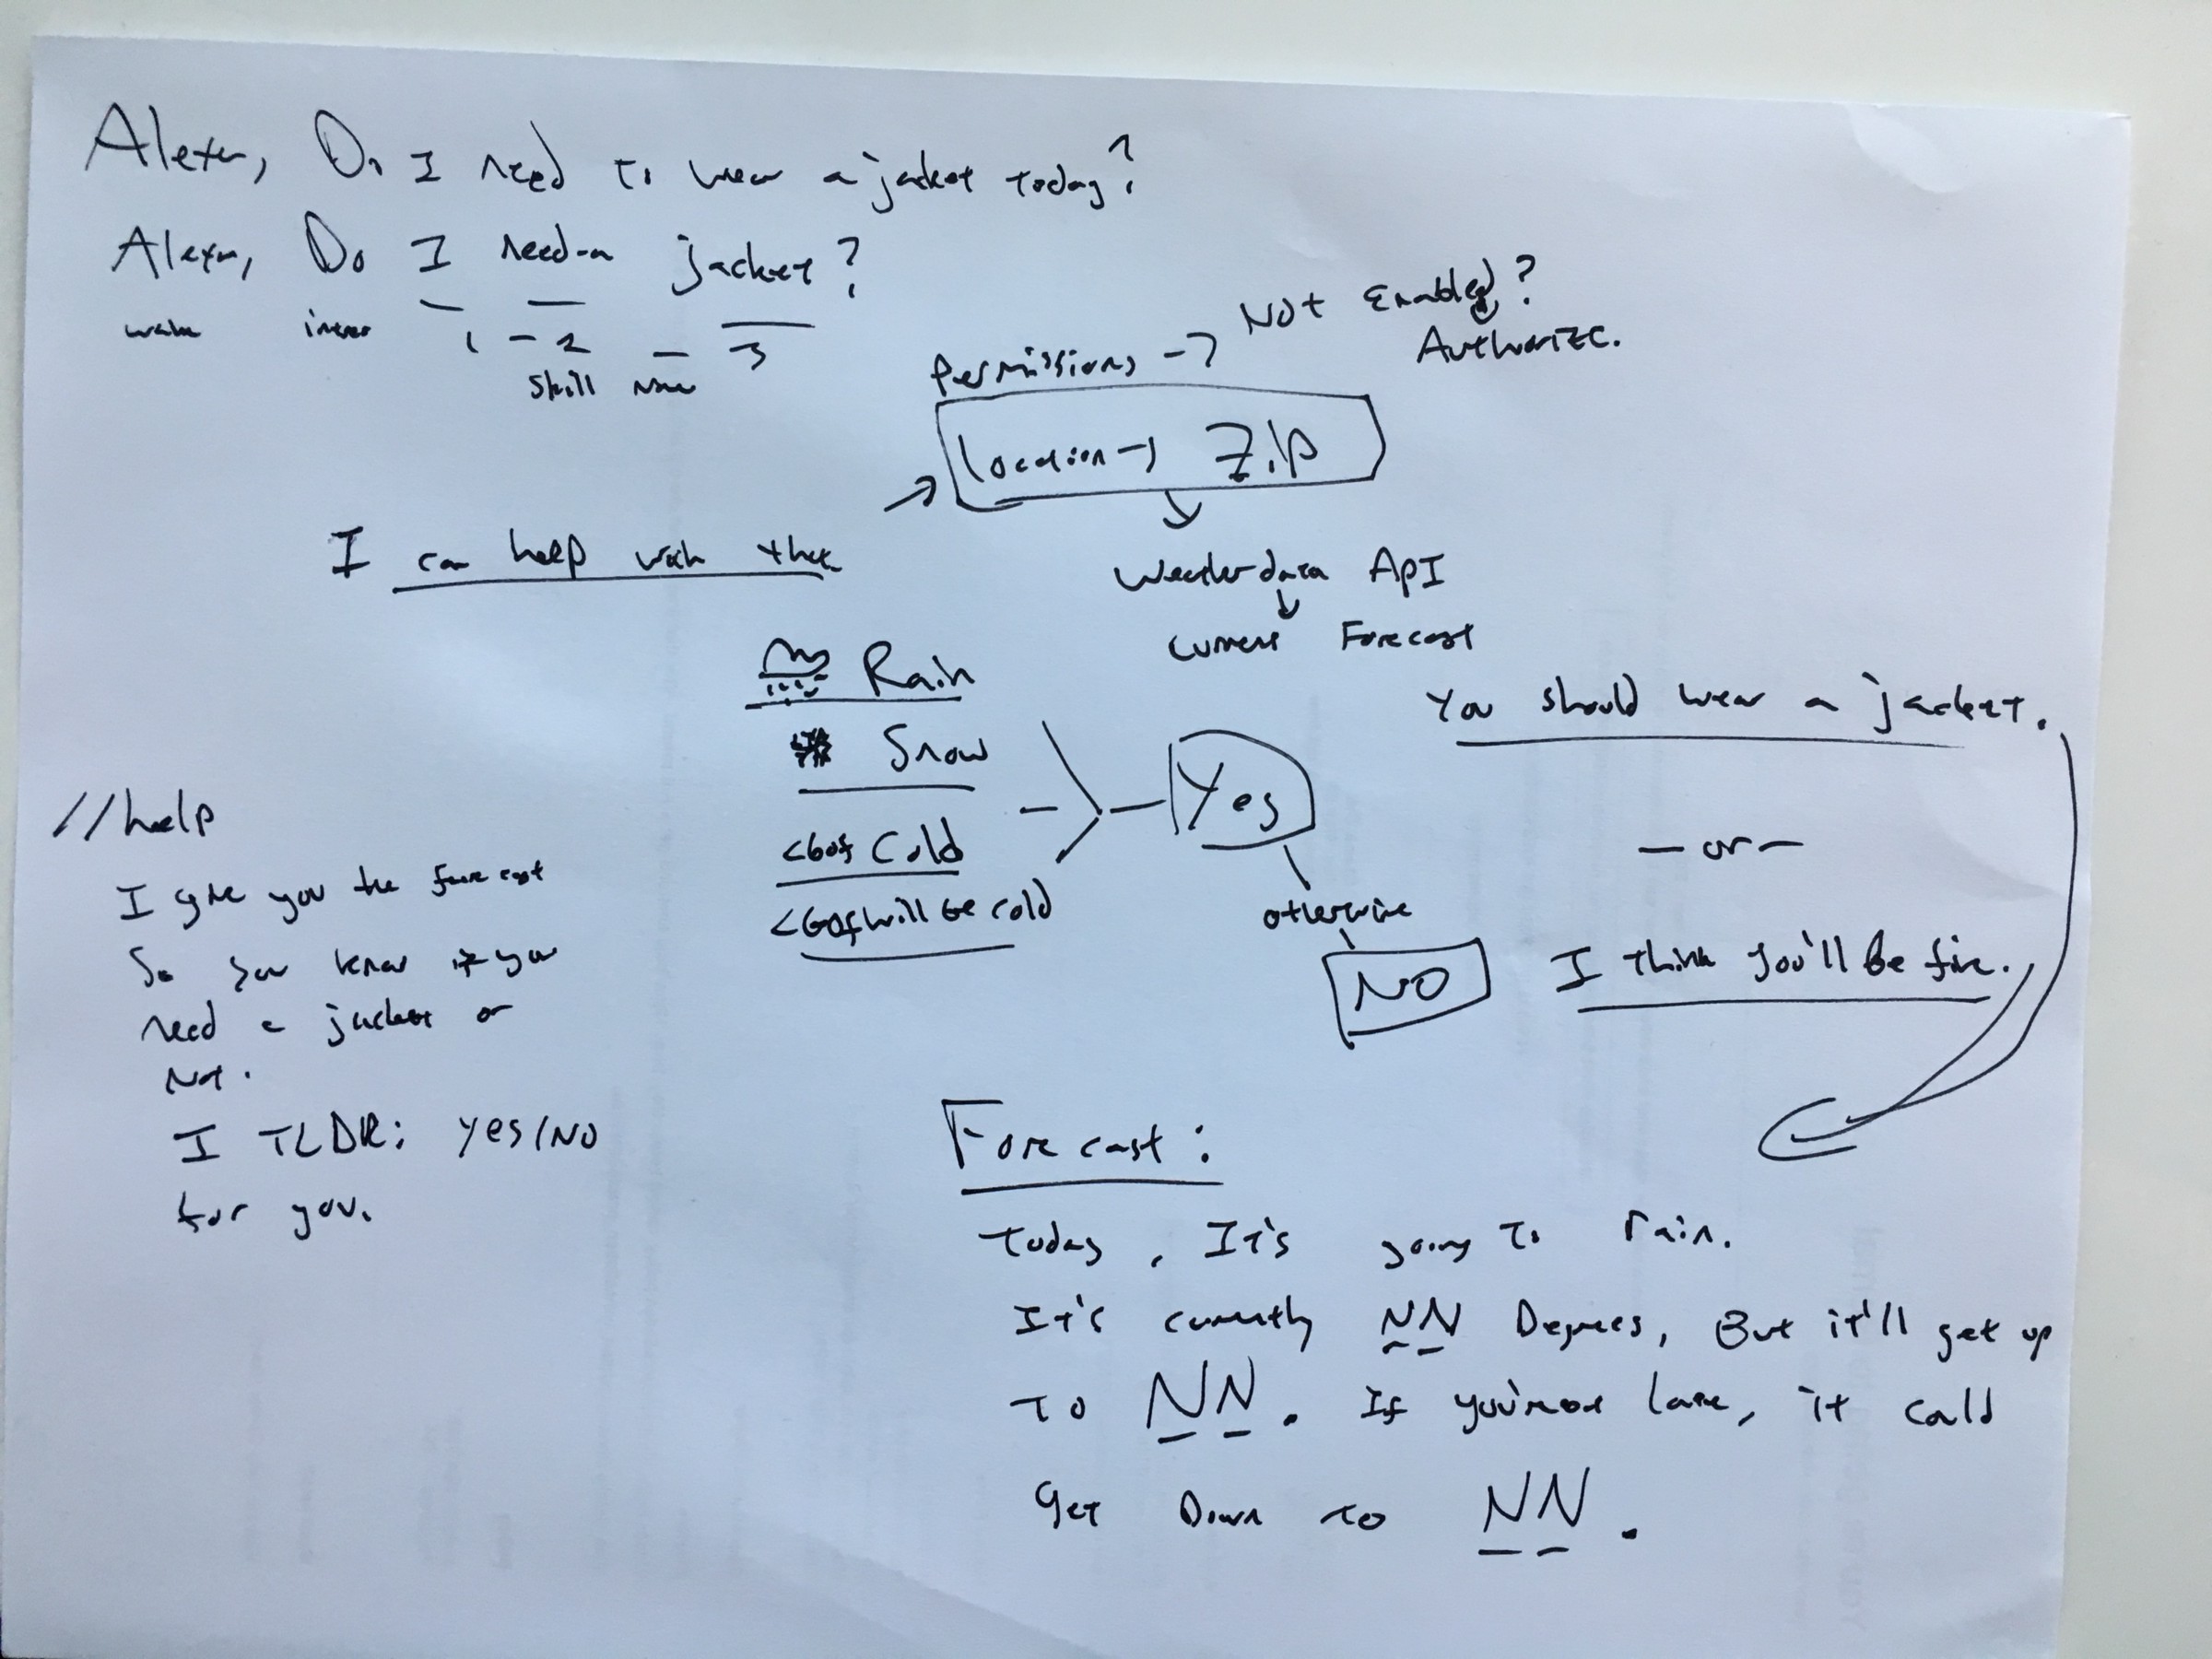 Alexa, Do I need to wear a jacket today?
Alexa, Do I need a jacket?
wake intent 1 - 2 - 3
Skill Name
Permissions -> Not Enabled?
Authorize.
Location -> Zip
I can help with that
Weather data API
Current Forecast
Rain
Snow
<60f Cold
<60f will be cold
Yes
otherwise
NO
You should wear a jacket.
- or -
I think you'll Be fine.
//help
I give you the forecast
So you know if you
need a jacket or
Not.
I TLDR; Yes/No
for you.
Forecast:
Today, It's going to rain.
It's currently NN Degrees, But it'll get up
To NN. If you're out late, it could
Get Down to NN.